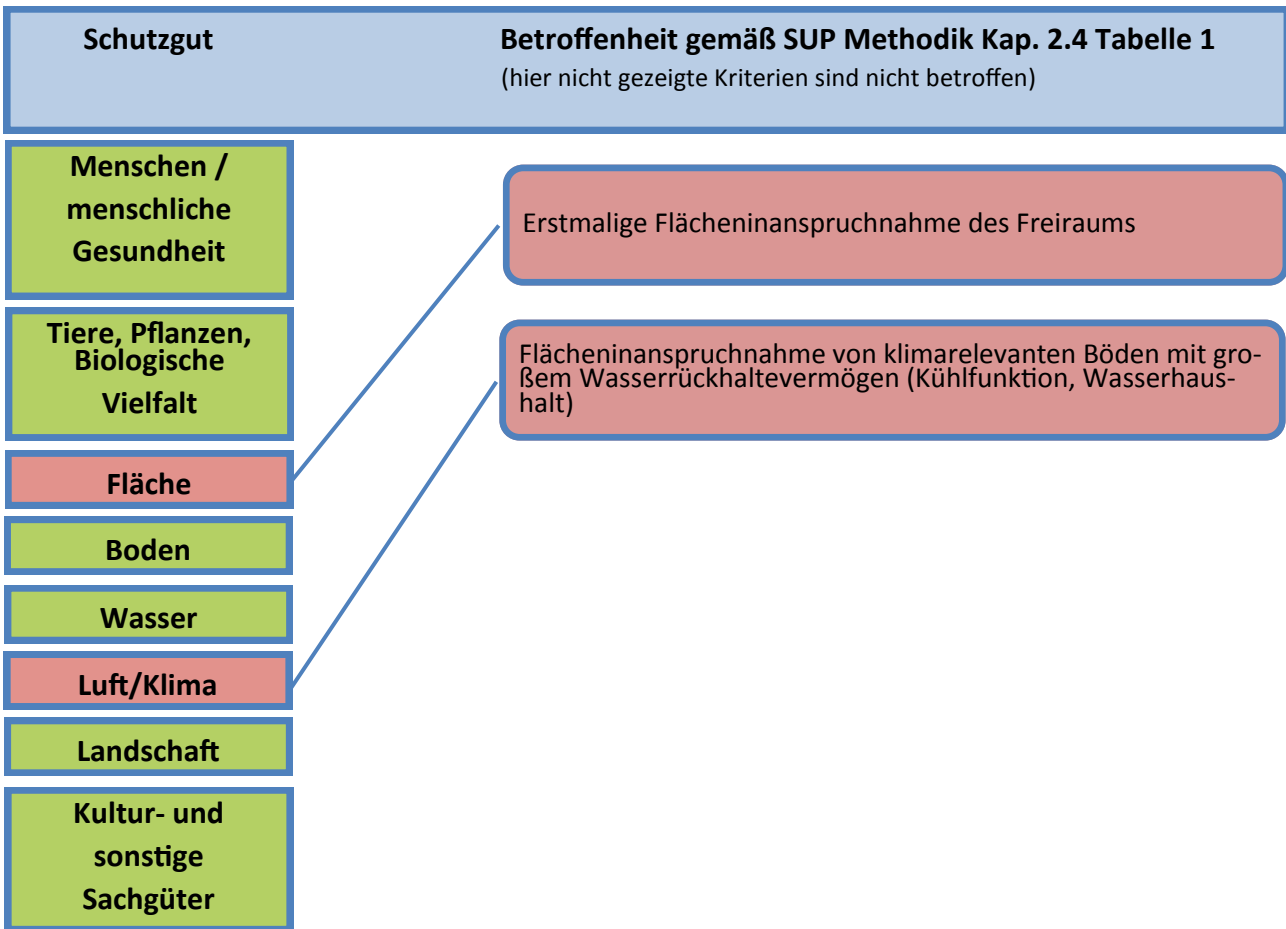 Schutzgut
Betroffenheit gemäß SUP Methodik Kap. 2.4 Tabelle 1
(hier nicht gezeigte Kriterien sind nicht betroffen)
Menschen /
menschliche
Gesundheit
Erstmalige Flächeninanspruchnahme des Freiraums
Tiere, Pflanzen,
Biologische
Vielfalt
Flächeninanspruchnahme von klimarelevanten Böden mit gro-
ßem Wasserrückhaltevermögen (Kühlfunktion, Wasserhaus-
halt)
Fläche
Boden
Wasser
Luft/Klima
Landschaft
Kultur- und
sonstige
Sachgüter